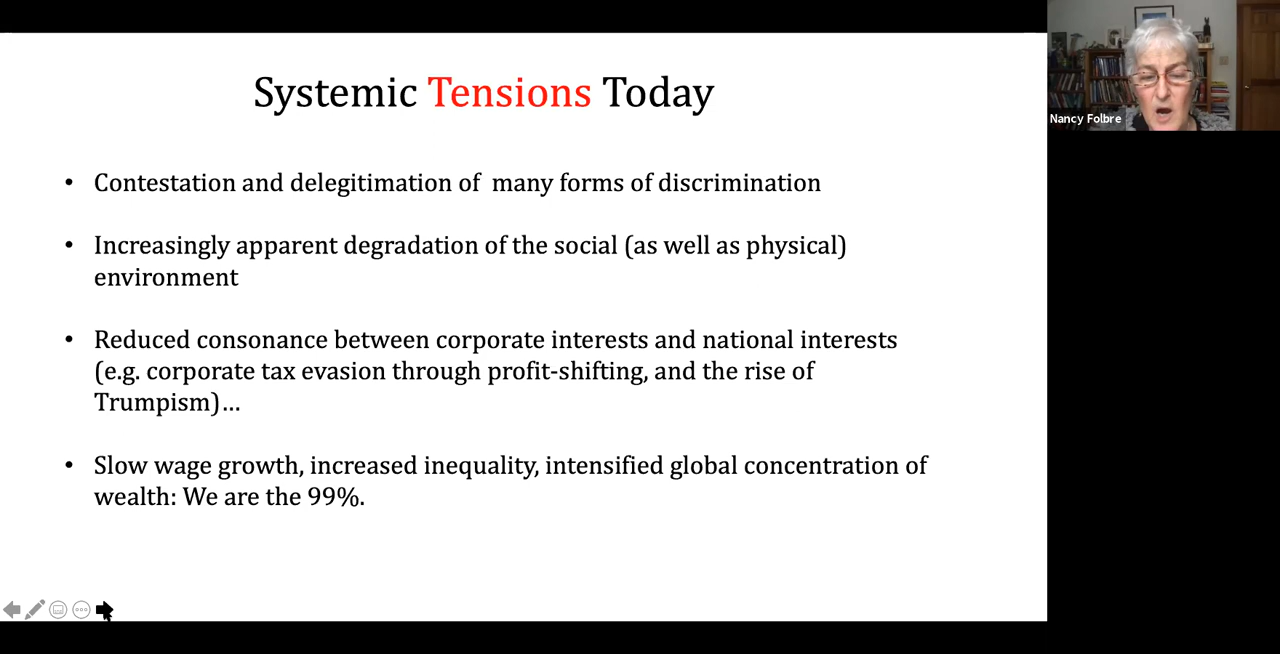 Systemic Tensions Today
• Contestation and delegitimation of  many forms of discrimination
• Increasingly apparent degradation of the social (as well as physical)
environment
• Reduced consonance between corporate interests and national interests
(e.g. corporate tax evasion through profit-shifting, and the rise of
Trumpism)…
• Slow wage growth, increased inequality, intensified global concentration of
wealth: We are the 99%.
Nancy Folbre